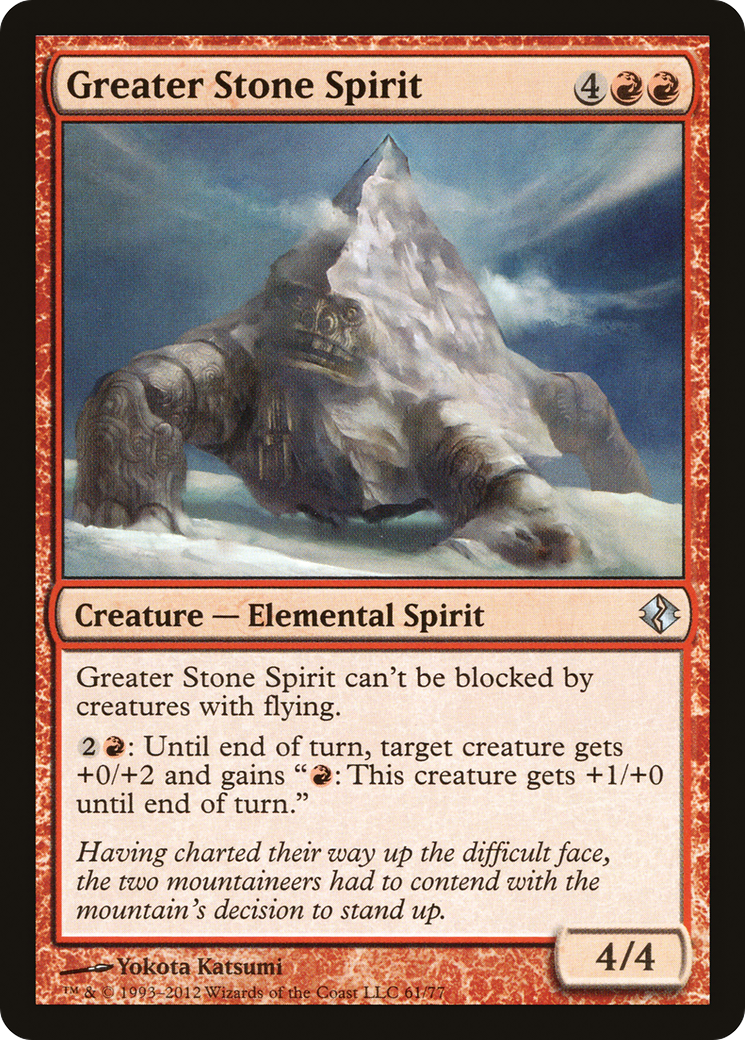 Greater Stone Spirit 4
Creature — Elemental Spirit
Greater Stone Spirit can't be blocked by
creatures with flying.
2 : Until end of turn, target creature gets
+0/+2 and gains “ : This creature gets +1/+0
until end of turn.”
Having charted their way up the difficult face,
the two mountaineers had to contend with the
mountain's decision to stand up.
4/4
Yokota Katsumi
™ & © 1993–2012 Wizards of the Coast LLC 61/77